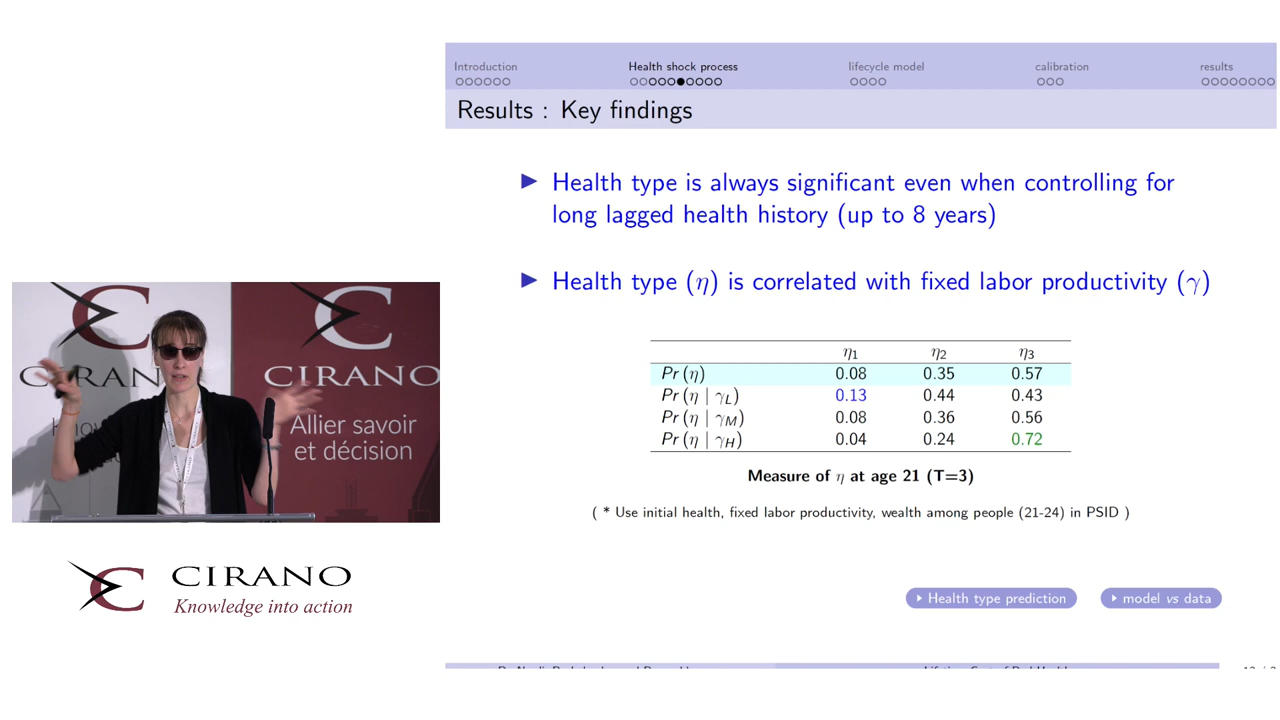 Introduction
Health shock process
lifecycle model
calibration
results
Results : Key findings
Health type is always significant even when controlling for
long lagged health history (up to 8 years)
Health type (η) is correlated with fixed labor productivity (γ)
η1 η2 η3
Pr (η) 0.08 0.35 0.57
Pr (η | γL) 0.13 0.44 0.43
Pr (η | γM) 0.08 0.36 0.56
Pr (η | γH) 0.04 0.24 0.72
Measure of η at age 21 (T=3)
( * Use initial health, fixed labor productivity, wealth among people (21-24) in PSID )
Health type prediction
model vs data
CIRANO
Allier savoir
et décision
CIRANO
Knowledge into action